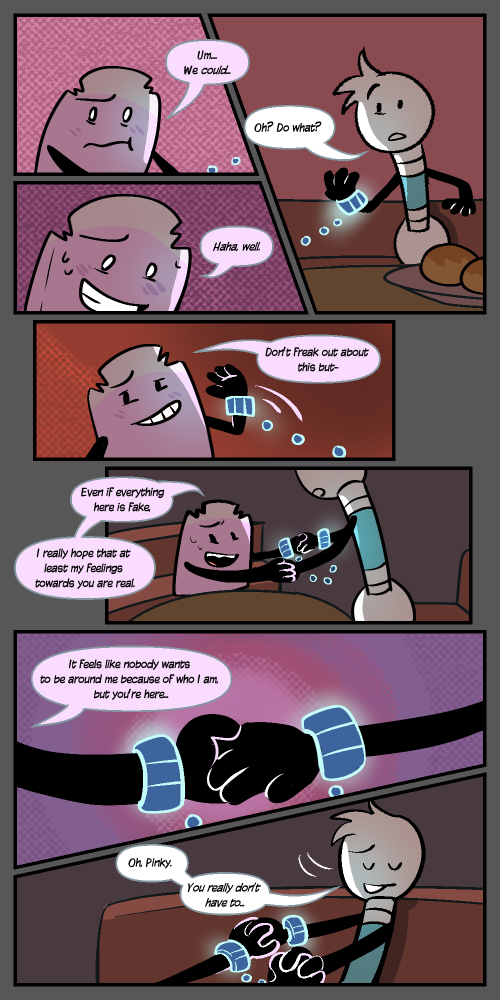 Um...
We could...
Oh? Do what?
Haha, well.
Don't freak out about
this but-
Even if everything
here is fake,
I really hope that at
least my feelings
towards you are real.
It feels like nobody wants
to be around me because of who I am,
but you're here...
Oh, Pinky.
You really don't
have to...